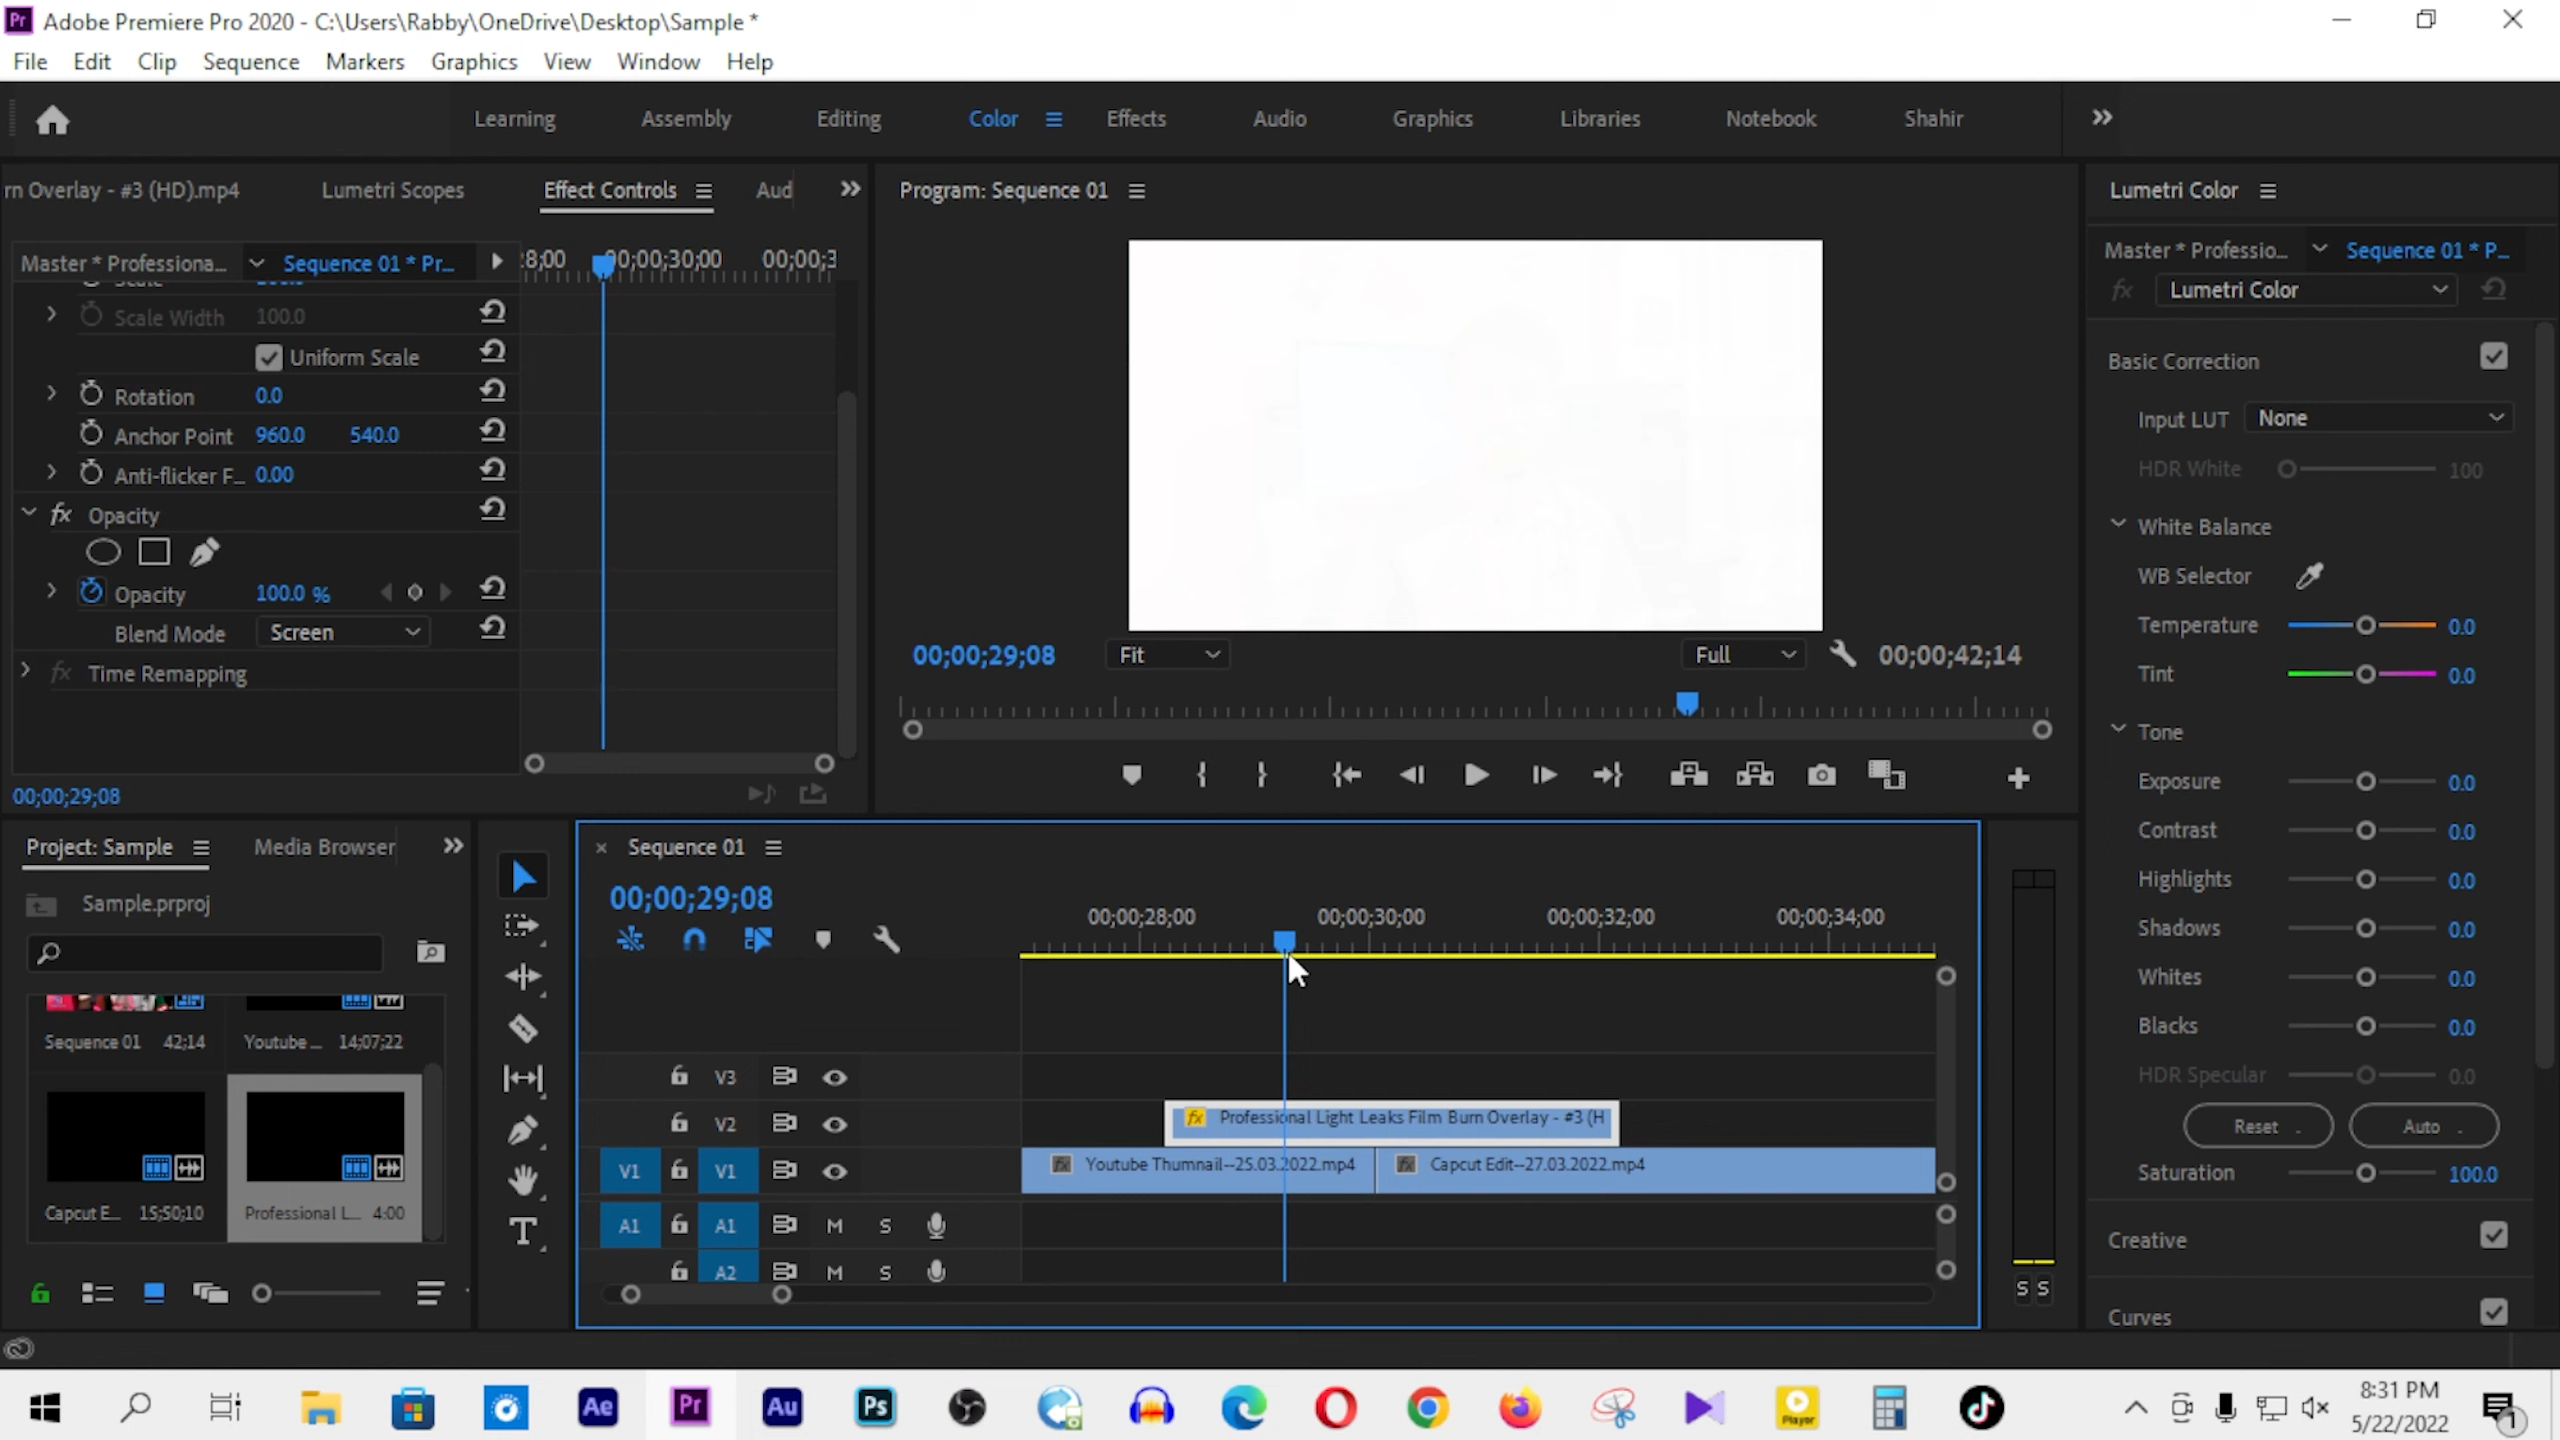 Adobe Premiere Pro 2020 - C:\Users\Rabby\OneDrive\Desktop\Sample *
File Edit Clip Sequence Markers Graphics View Window Help
Learning Assembly Editing Color Effects Audio Graphics Libraries Notebook Shahir
rn Overlay - #3 (HD).mp4 Lumetri Scopes Effect Controls Aud
Program: Sequence 01
Lumetri Color
Master * Professiona... Sequence 01 * Pr...
:8;00 00;00;30;00 00;00;3
Master * Professio... Sequence 01 * P...
fx Lumetri Color
Scale
Scale Width 100.0
Uniform Scale
Rotation 0.0
Anchor Point 960.0 540.0
Anti-flicker F... 0.00
fx Opacity
Opacity 100.0 %
Blend Mode Screen
fx Time Remapping
00;00;29;08
00;00;29;08 Fit Full 00;00;42;14
Basic Correction
Input LUT None
HDR White 100
White Balance
WB Selector
Temperature 0.0
Tint 0.0
Tone
Exposure 0.0
Contrast 0.0
Highlights 0.0
Shadows 0.0
Whites 0.0
Blacks 0.0
HDR Specular 0.0
Reset Auto
Saturation 100.0
Creative
Curves
Project: Sample Media Browser
Sample.prproj
Sequence 01 42;14 Youtube ... 14;07;22
Capcut E... 15;50;10 Professional L... 4:00
T
× Sequence 01
00;00;29;08
00;00;28;00 00;00;30;00 00;00;32;00 00;00;34;00
V3
V2 fx Professional Light Leaks Film Burn Overlay - #3 (H
V1 V1 fx Youtube Thumnail--25.03.2022.mp4 fx Capcut Edit--27.03.2022.mp4
A1 A1 M S
A2 M S
S S
Ae Pr Au Ps Player
8:31 PM
5/22/2022
1